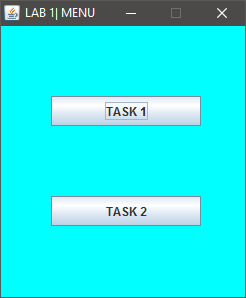 LAB 1| MENU
TASK 1
TASK 2